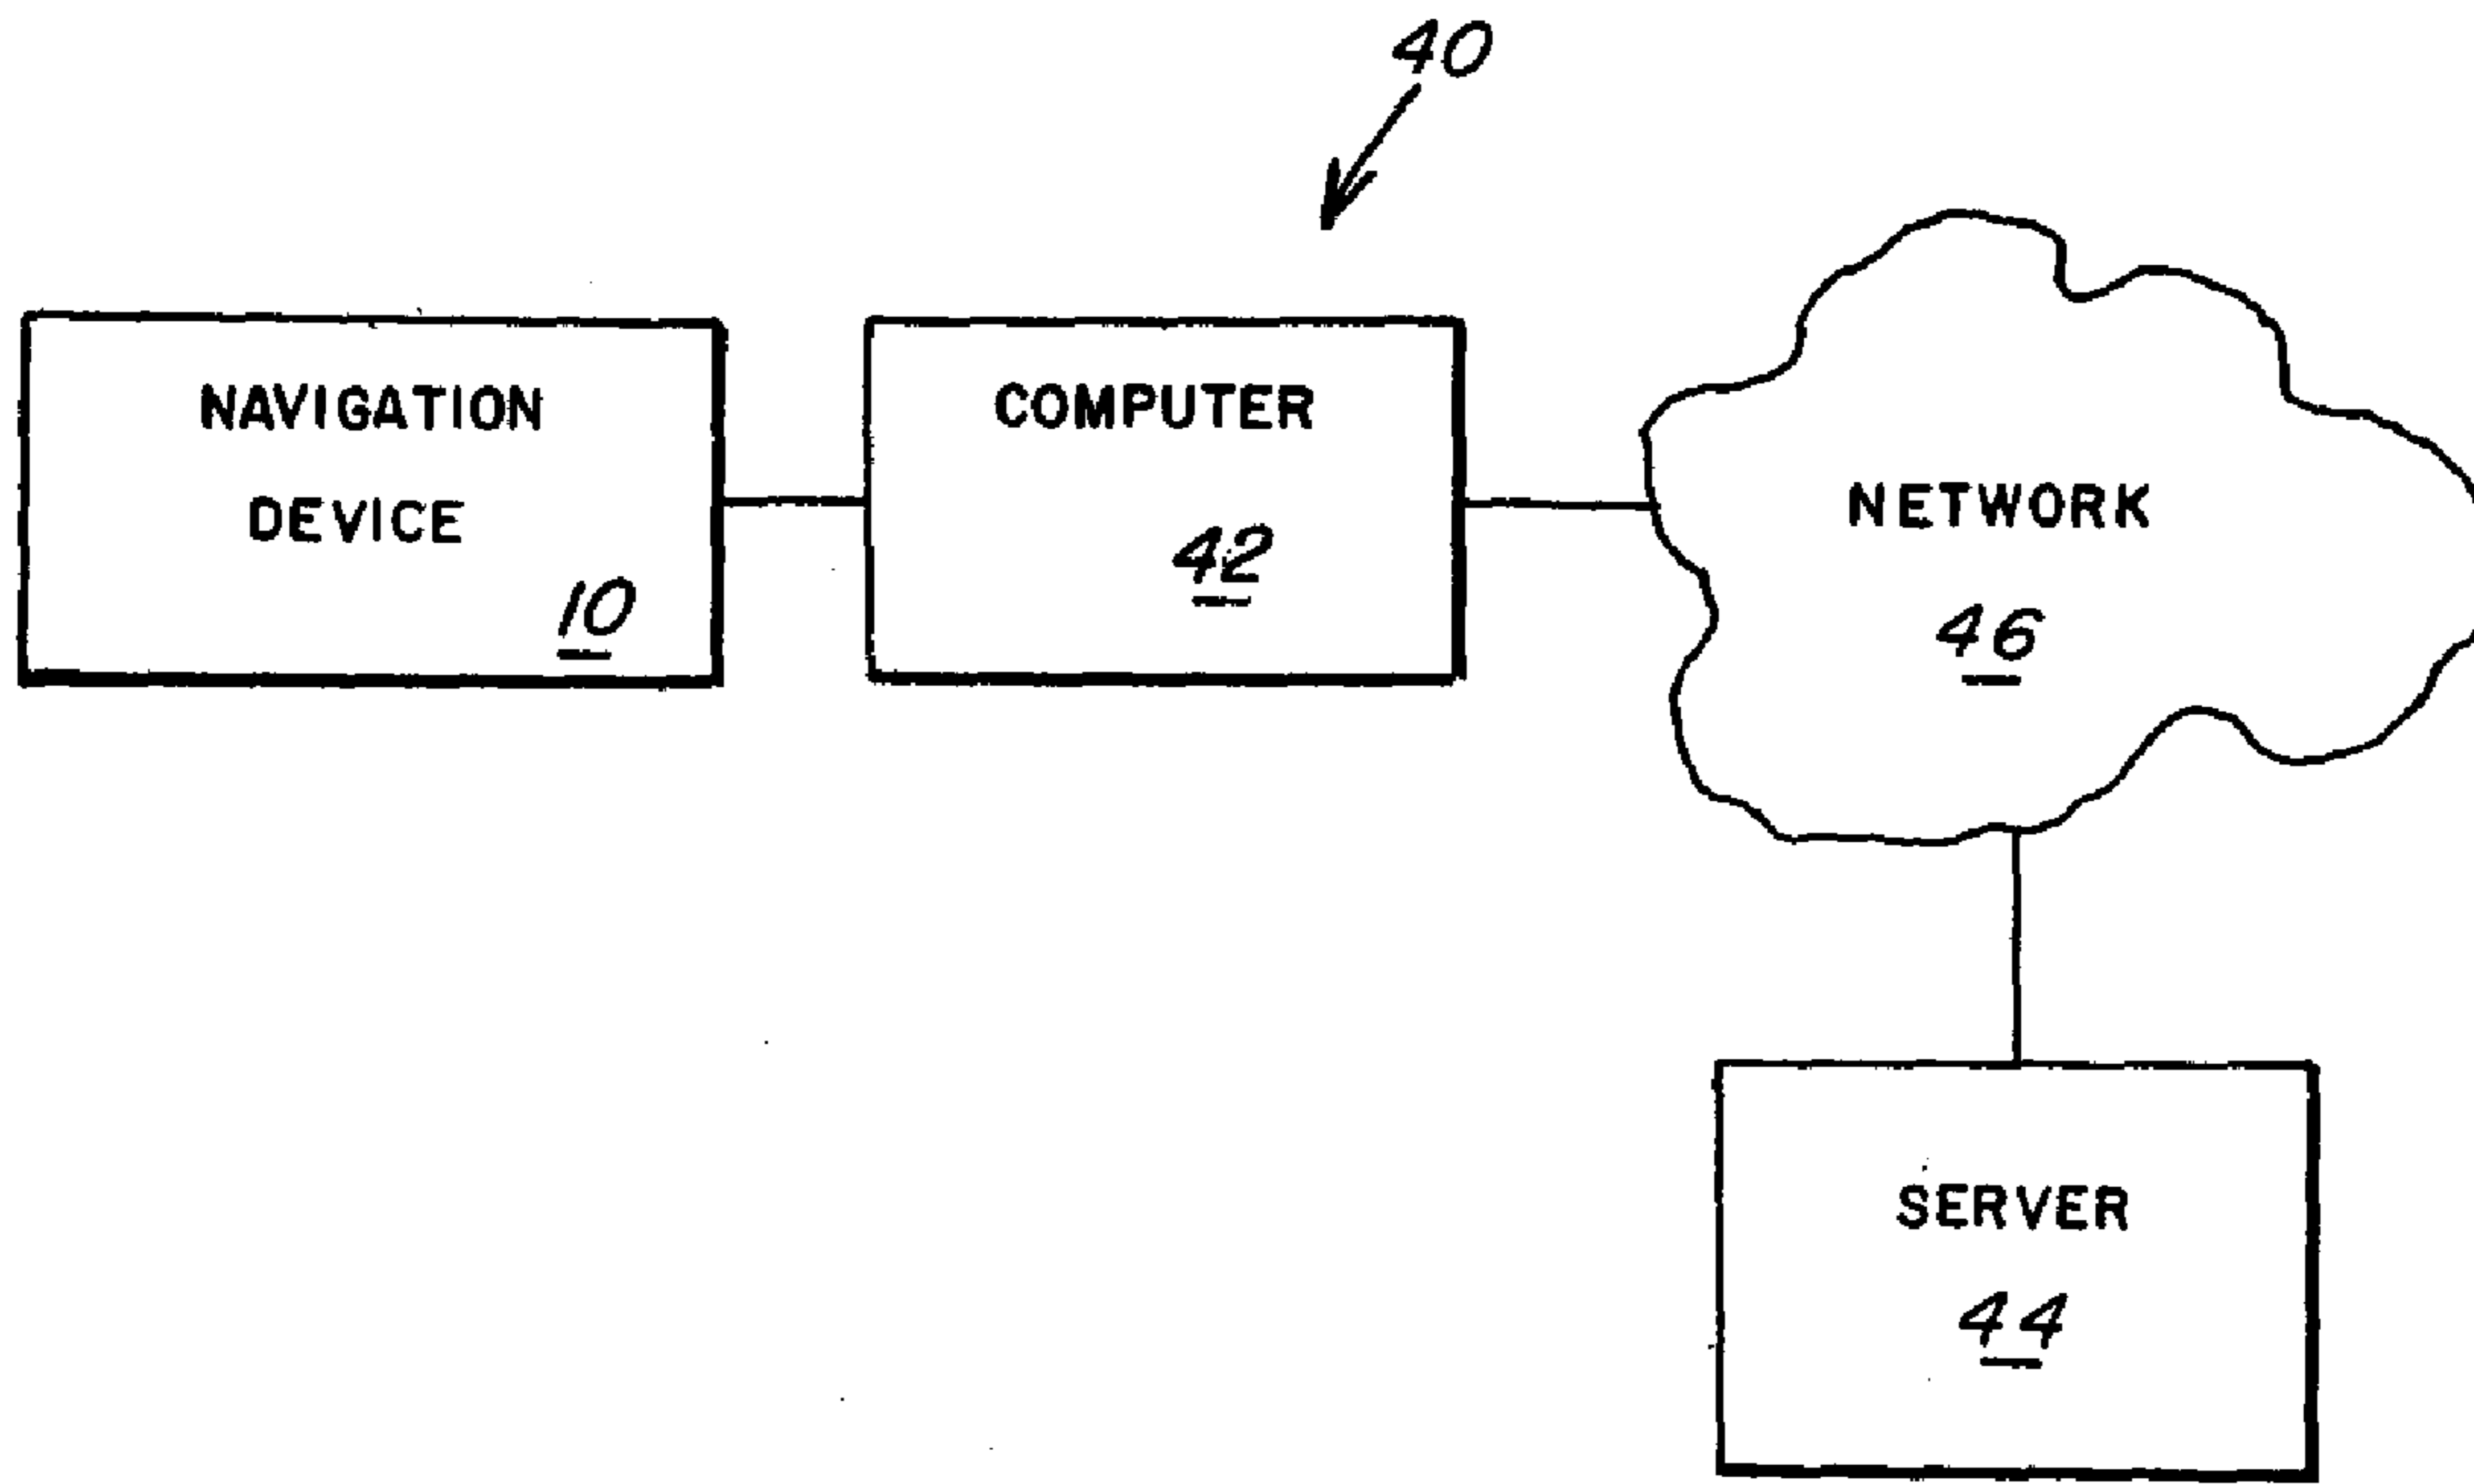 40
NAVIGATION
DEVICE
10
COMPUTER
42
NETWORK
46
SERVER
44